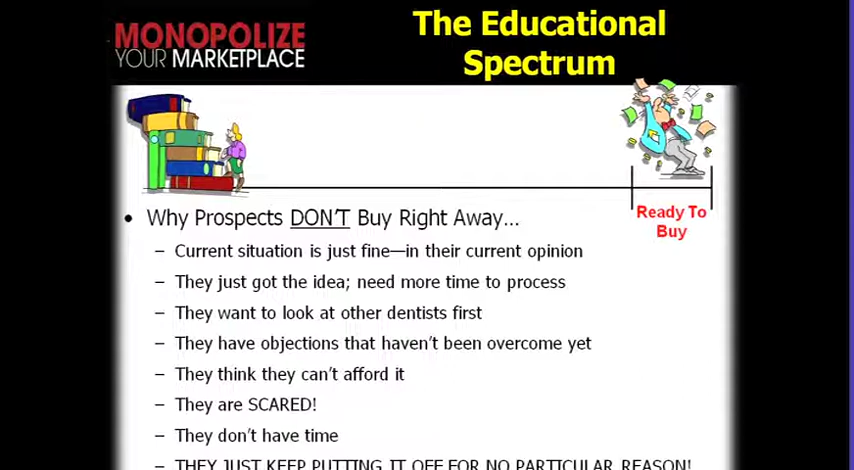 MONOPOLIZE
YOUR MARKETPLACE
The Educational
Spectrum
Ready To
Buy
• Why Prospects DON'T Buy Right Away...
– Current situation is just fine—in their current opinion
– They just got the idea; need more time to process
– They want to look at other dentists first
– They have objections that haven't been overcome yet
– They think they can't afford it
– They are SCARED!
– They don't have time
– THEY JUST KEEP PUTTING IT OFF FOR NO PARTICULAR REASON!